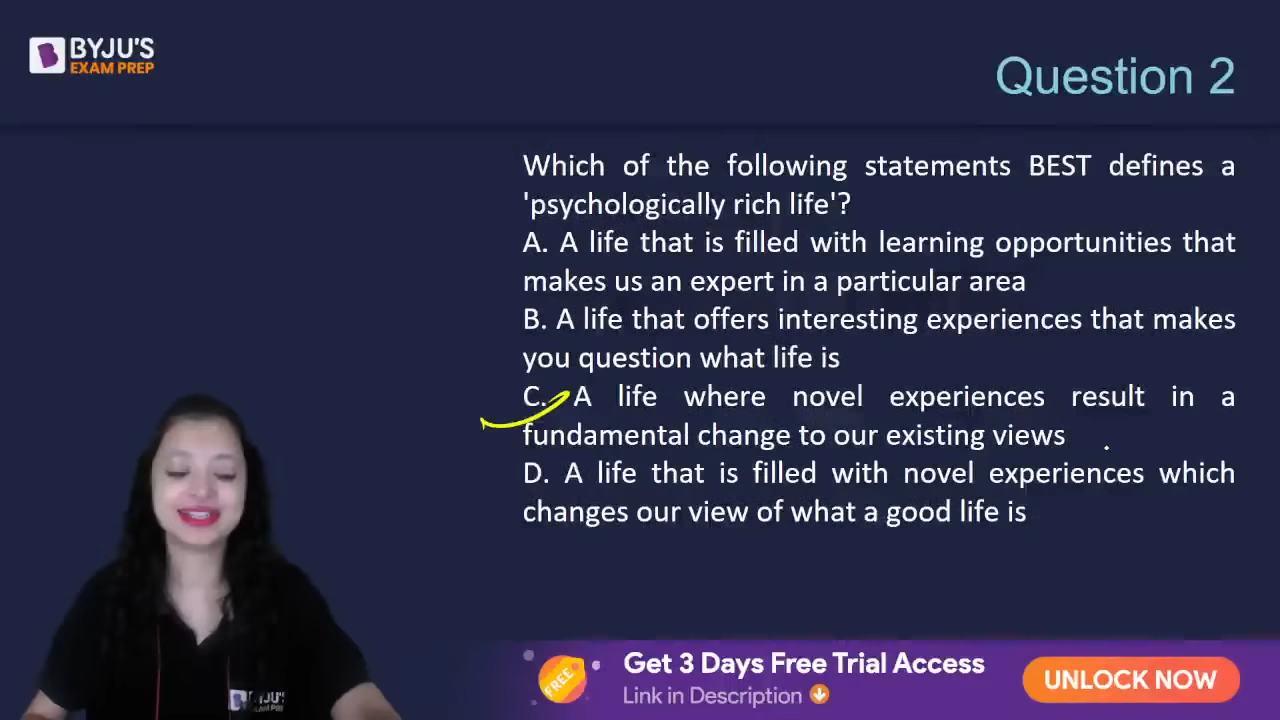 BYJU'S
EXAM PREP
Question 2
Which of the following statements BEST defines a
'psychologically rich life'?
A. A life that is filled with learning opportunities that
makes us an expert in a particular area
B. A life that offers interesting experiences that makes
you question what life is
C. A life where novel experiences result in a
fundamental change to our existing views
D. A life that is filled with novel experiences which
changes our view of what a good life is
BYJU'S
EXAM PREP
FREE
Get 3 Days Free Trial Access
Link in Description
UNLOCK NOW